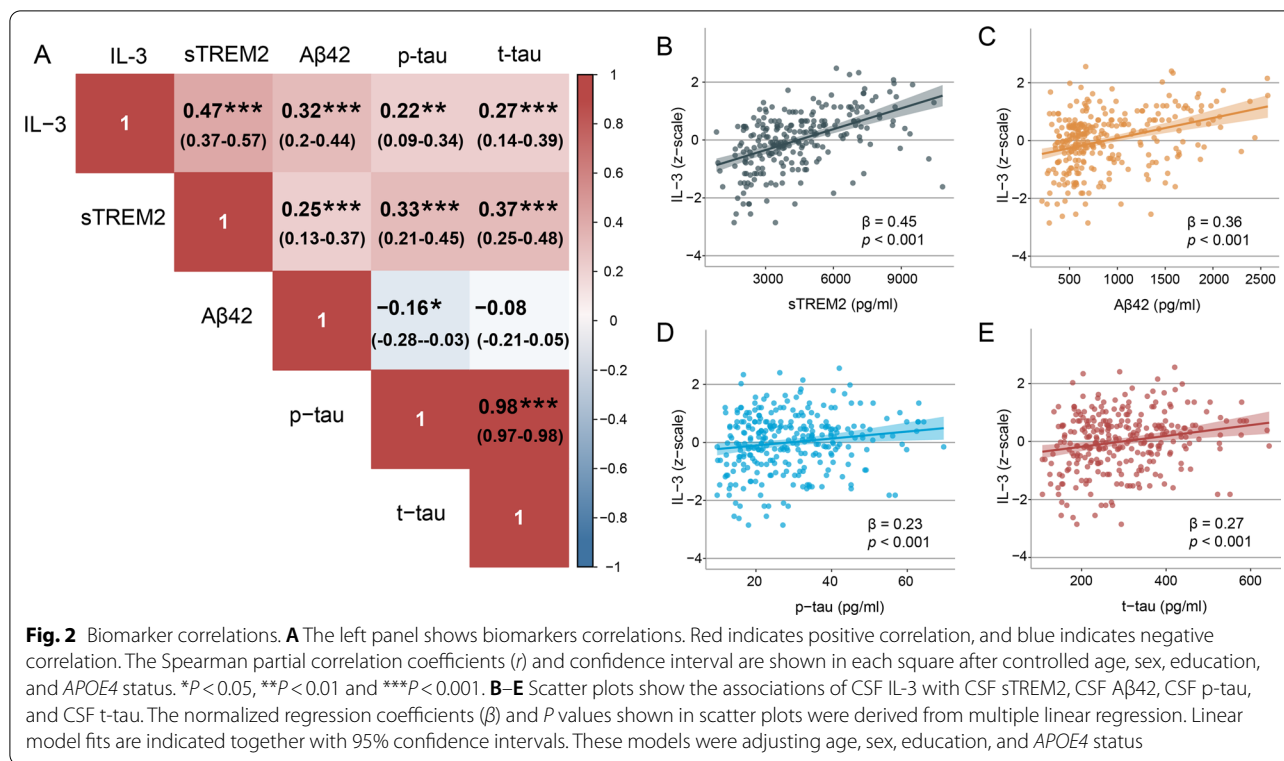 A
IL-3 sTREM2 Aβ42 p-tau t-tau
IL-3
1
0.47***
(0.37-0.57)
0.32***
(0.2-0.44)
0.22**
(0.09-0.34)
0.27***
(0.14-0.39)
sTREM2
1
0.25***
(0.13-0.37)
0.33***
(0.21-0.45)
0.37***
(0.25-0.48)
Aβ42
1
-0.16*
(-0.28--0.03)
-0.08
(-0.21-0.05)
p-tau
1
0.98***
(0.97-0.98)
t-tau
1
1
0.8
0.6
0.4
0.2
0
-0.2
-0.4
-0.6
-0.8
-1
B
IL-3 (z-scale)
2
0
-2
-4
β = 0.45
p < 0.001
3000 6000 9000
sTREM2 (pg/ml)
C
IL-3 (z-scale)
2
0
-2
-4
β = 0.36
p < 0.001
500 1000 1500 2000 2500
Aβ42 (pg/ml)
D
IL-3 (z-scale)
2
0
-2
-4
β = 0.23
p < 0.001
20 40 60
p-tau (pg/ml)
E
IL-3 (z-scale)
2
0
-2
-4
β = 0.27
p < 0.001
200 400 600
t-tau (pg/ml)
Fig. 2 Biomarker correlations. A The left panel shows biomarkers correlations. Red indicates positive correlation, and blue indicates negative
correlation. The Spearman partial correlation coefficients (r) and confidence interval are shown in each square after controlled age, sex, education,
and APOE4 status. *P < 0.05, **P < 0.01 and ***P < 0.001. B–E Scatter plots show the associations of CSF IL-3 with CSF sTREM2, CSF Aβ42, CSF p-tau,
and CSF t-tau. The normalized regression coefficients (β) and P values shown in scatter plots were derived from multiple linear regression. Linear
model fits are indicated together with 95% confidence intervals. These models were adjusting age, sex, education, and APOE4 status